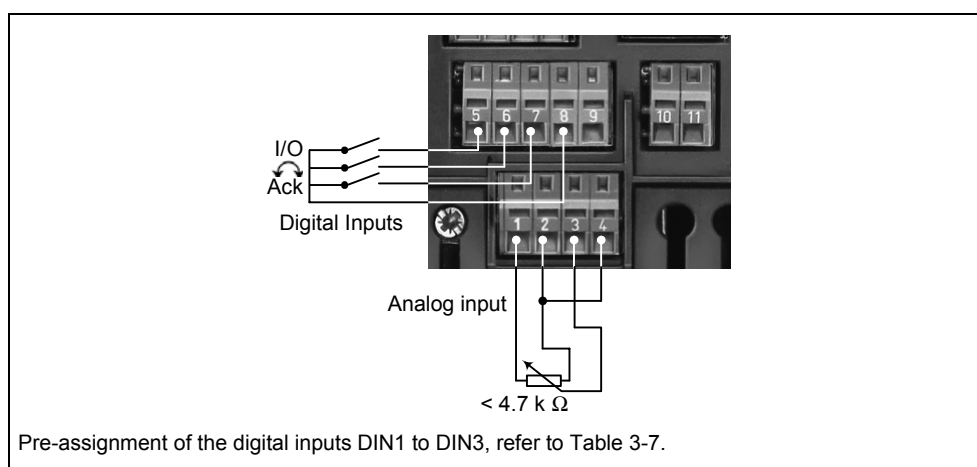 5 6 7 8 9
10 11
I/O
Ack
Digital Inputs
1 2 3 4
Analog input
< 4.7 k Ω
Pre-assignment of the digital inputs DIN1 to DIN3, refer to Table 3-7.